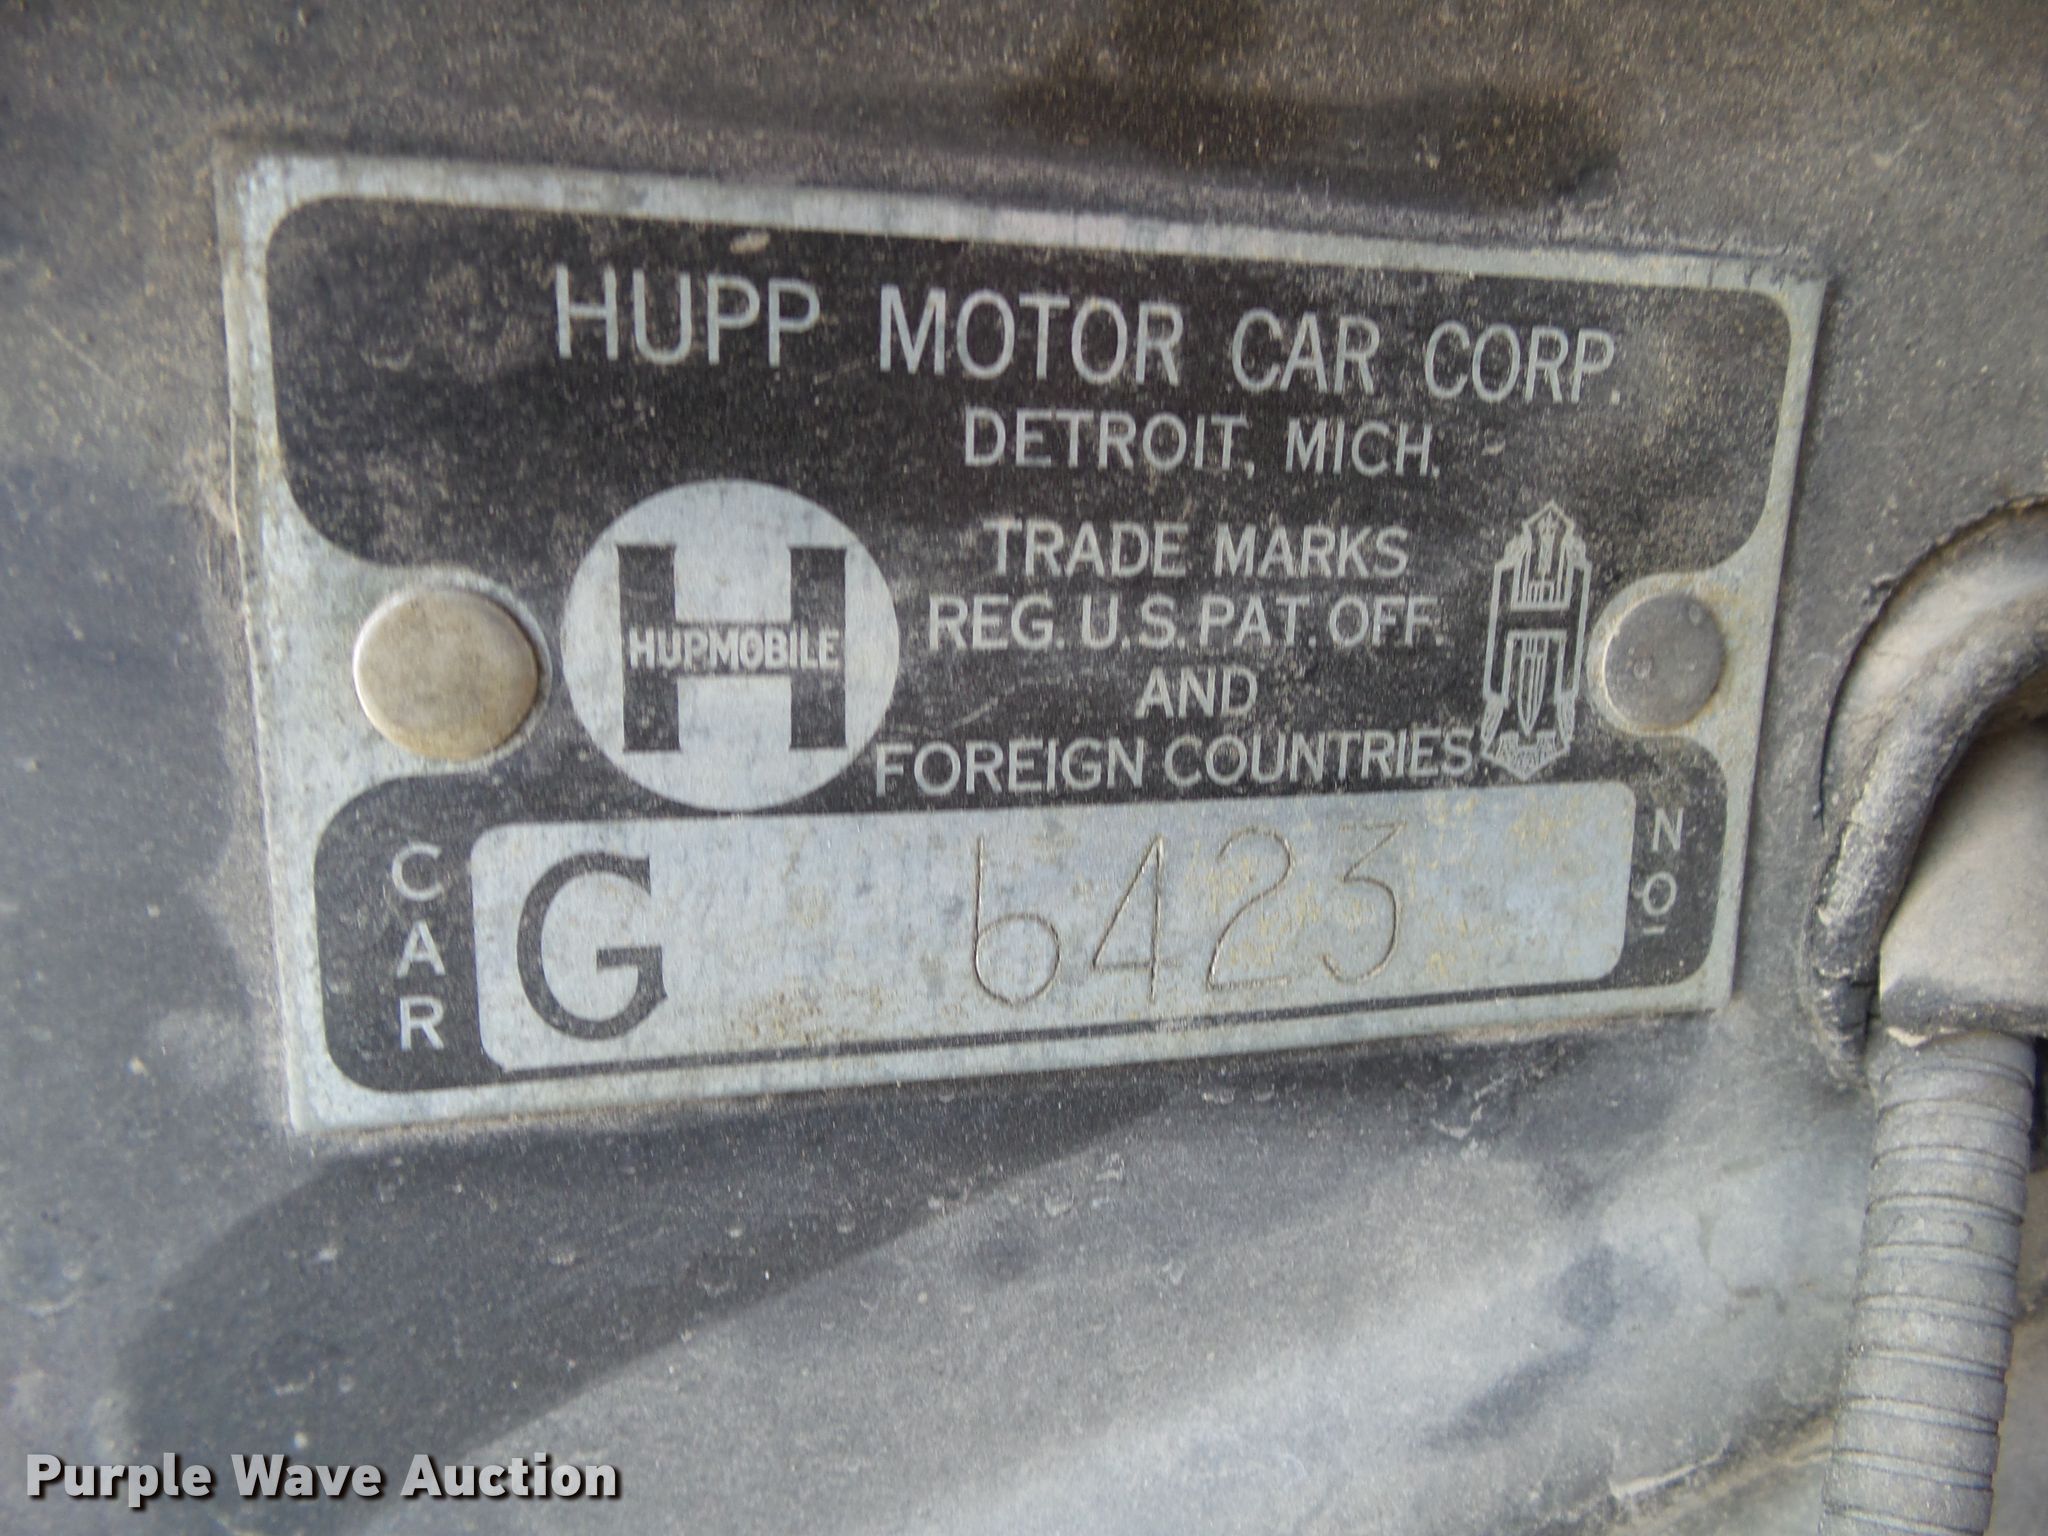 HUPP MOTOR CAR CORP.
DETROIT, MICH.
TRADE MARKS
REG. U.S. PAT. OFF.
AND
FOREIGN COUNTRIES
H
HUPMOBILE
CAR
G 6423
NO
Purple Wave Auction